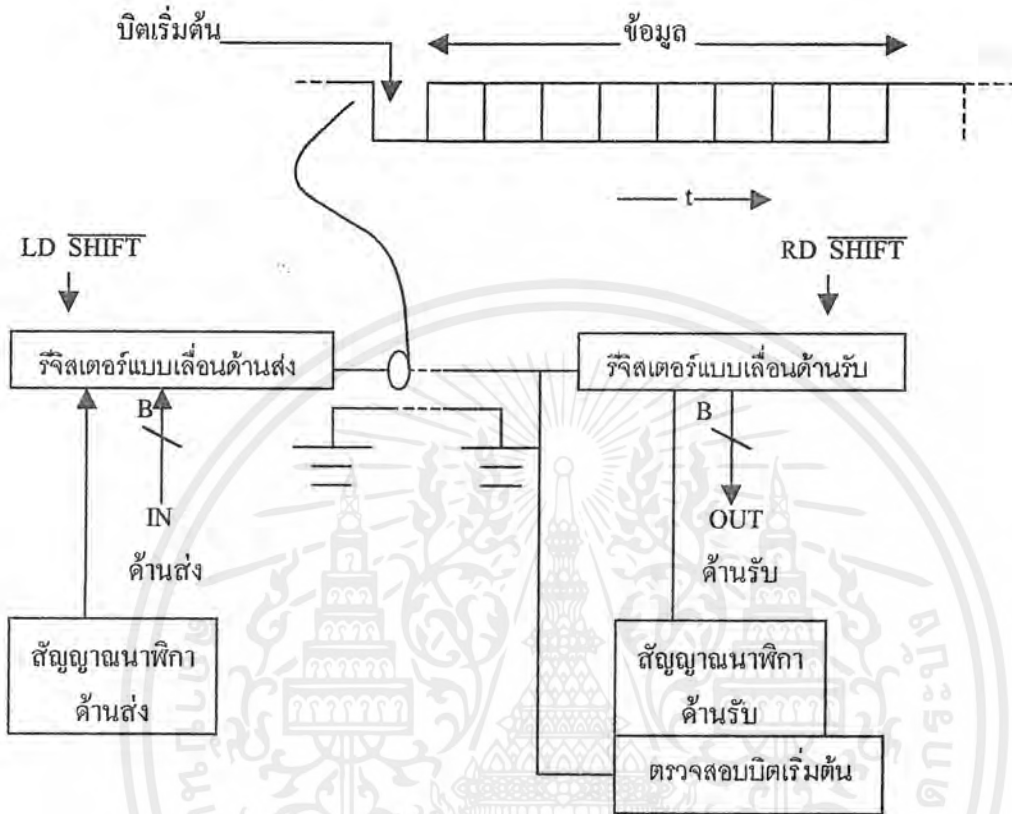 บิตเริ่มต้น
ข้อมูล
t
LD S̅H̅I̅F̅T̅
RD S̅H̅I̅F̅T̅
รีจิสเตอร์แบบเลื่อนด้านส่ง
รีจิสเตอร์แบบเลื่อนด้านรับ
B
B
IN
OUT
ด้านส่ง
ด้านรับ
สัญญาณนาฬิกา
ด้านส่ง
สัญญาณนาฬิกา
ด้านรับ
ตรวจสอบบิตเริ่มต้น